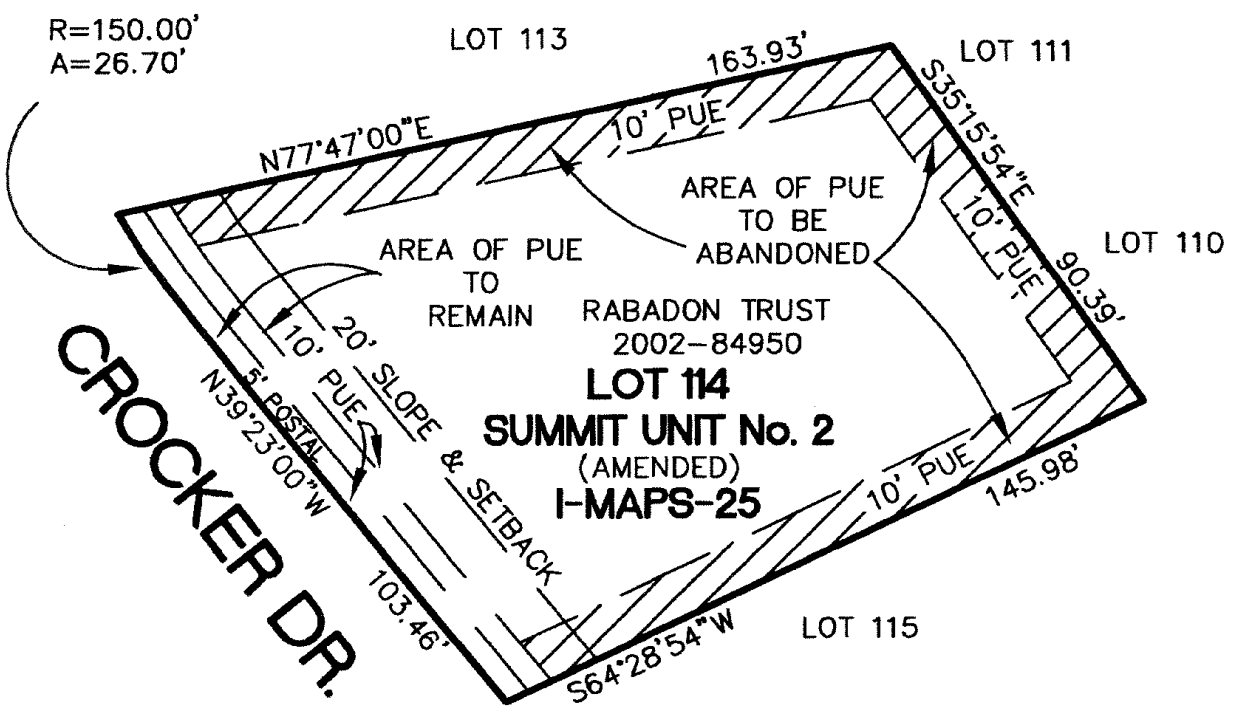 R=150.00'
A=26.70'
LOT 113
163.93'
LOT 111
N77°47'00"E
10' PUE
S35°15'54"E
AREA OF PUE
TO BE
ABANDONED
10' PUE
LOT 110
90.39'
AREA OF PUE
TO
REMAIN
RABADON TRUST
2002-84950
LOT 114
SUMMIT UNIT No. 2
(AMENDED)
I-MAPS-25
20' SLOPE & SETBACK
10' PUE
5' POSTAL
N39°23'00"W
103.46'
CROCKER DR.
10' PUE
145.98'
S64°28'54"W
LOT 115